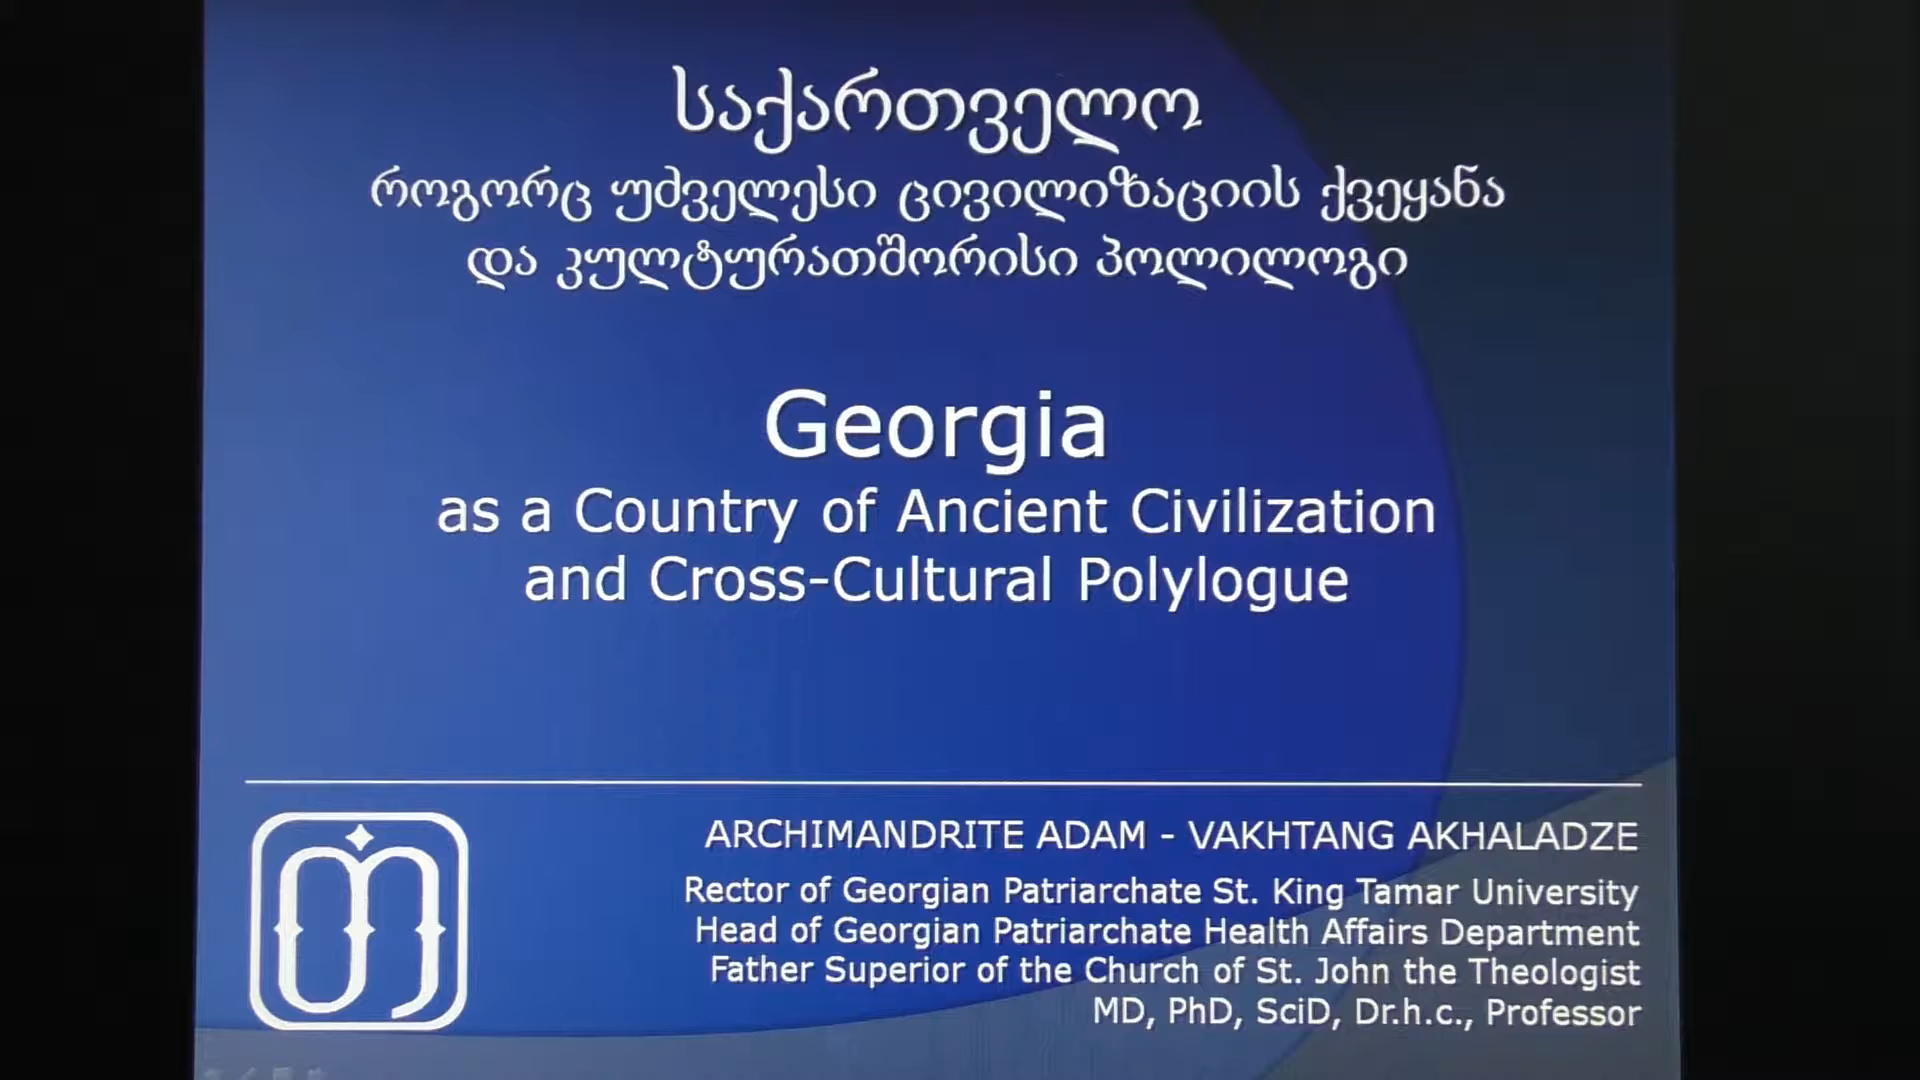 საქართველო
როგორც უძველესი ცივილიზაციის ქვეყანა
და კულტურათშორისი პოლილოგი
Georgia
as a Country of Ancient Civilization
and Cross-Cultural Polylogue
ARCHIMANDRITE ADAM - VAKHTANG AKHALADZE
Rector of Georgian Patriarchate St. King Tamar University
Head of Georgian Patriarchate Health Affairs Department
Father Superior of the Church of St. John the Theologist
MD, PhD, SciD, Dr.h.c., Professor